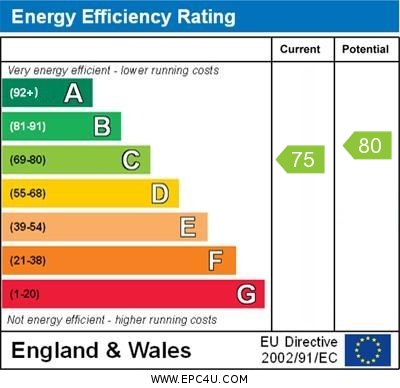 Energy Efficiency Rating
Current Potential
Very energy efficient - lower running costs
(92+) A
(81-91) B
(69-80) C
(55-68) D
(39-54) E
(21-38) F
(1-20) G
75
80
Not energy efficient - higher running costs
England & Wales
EU Directive
2002/91/EC
WWW.EPC4U.COM